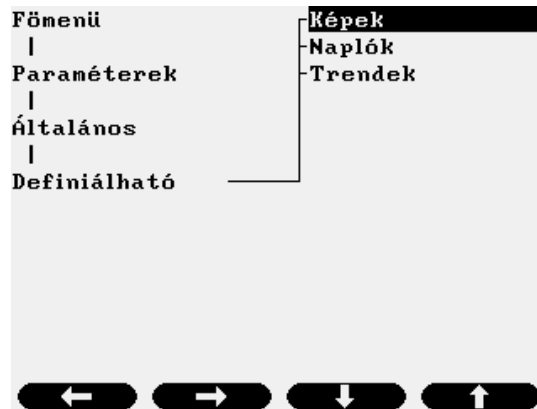 Fömenü
Paraméterek
Általános
Definiálható
Képek
Naplók
Trendek